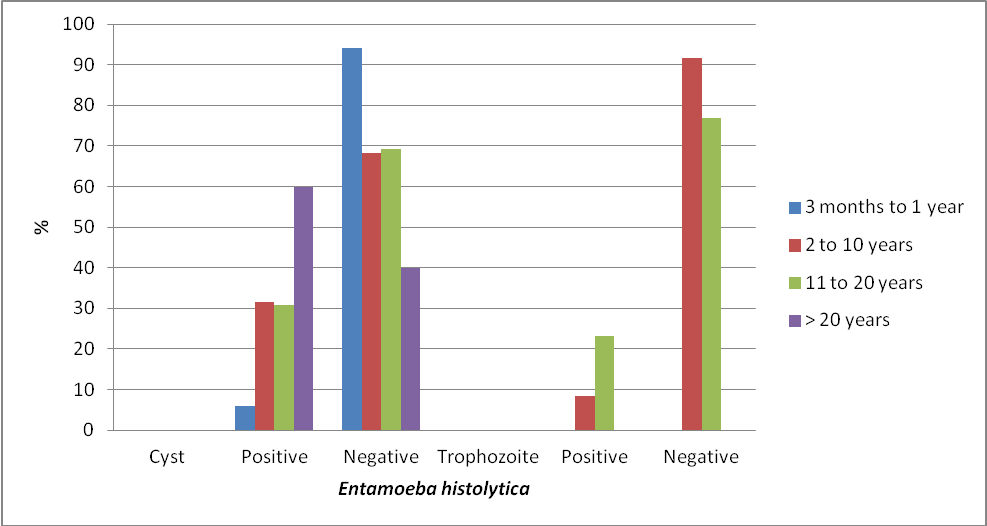 100
90
80
70
60
50
40
30
20
10
0
%
Cyst Positive Negative Trophozoite Positive Negative
Entamoeba histolytica
3 months to 1 year
2 to 10 years
11 to 20 years
> 20 years